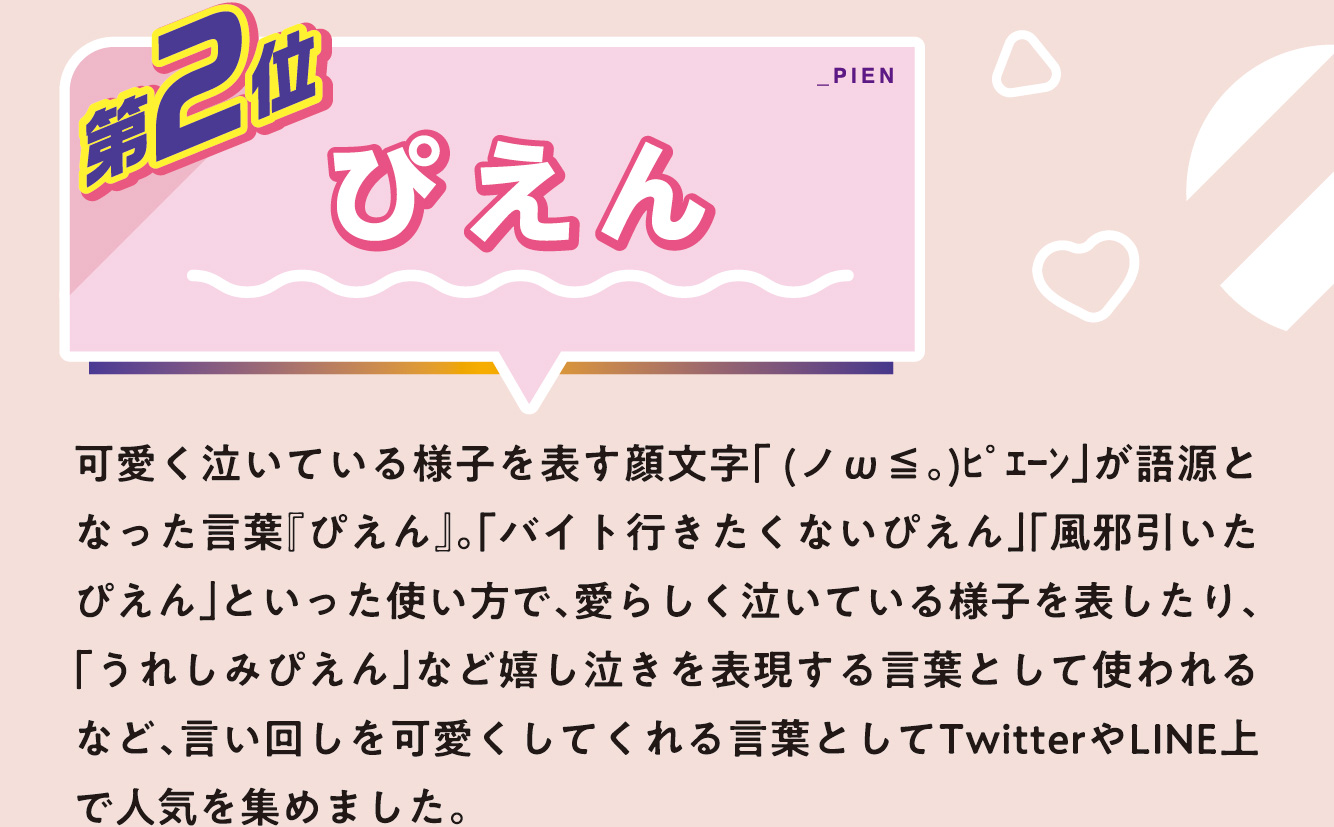 第2位
_PIEN
ぴえん
可愛く泣いている様子を表す顔文字「 (ノω≦。)ﾋﾟｴｰﾝ」が語源と
なった言葉『ぴえん』。「バイト行きたくないぴえん」「風邪引いた
ぴえん」といった使い方で、愛らしく泣いている様子を表したり、
「うれしみぴえん」など嬉し泣きを表現する言葉として使われる
など、言い回しを可愛くしてくれる言葉としてTwitterやLINE上
で人気を集めました。